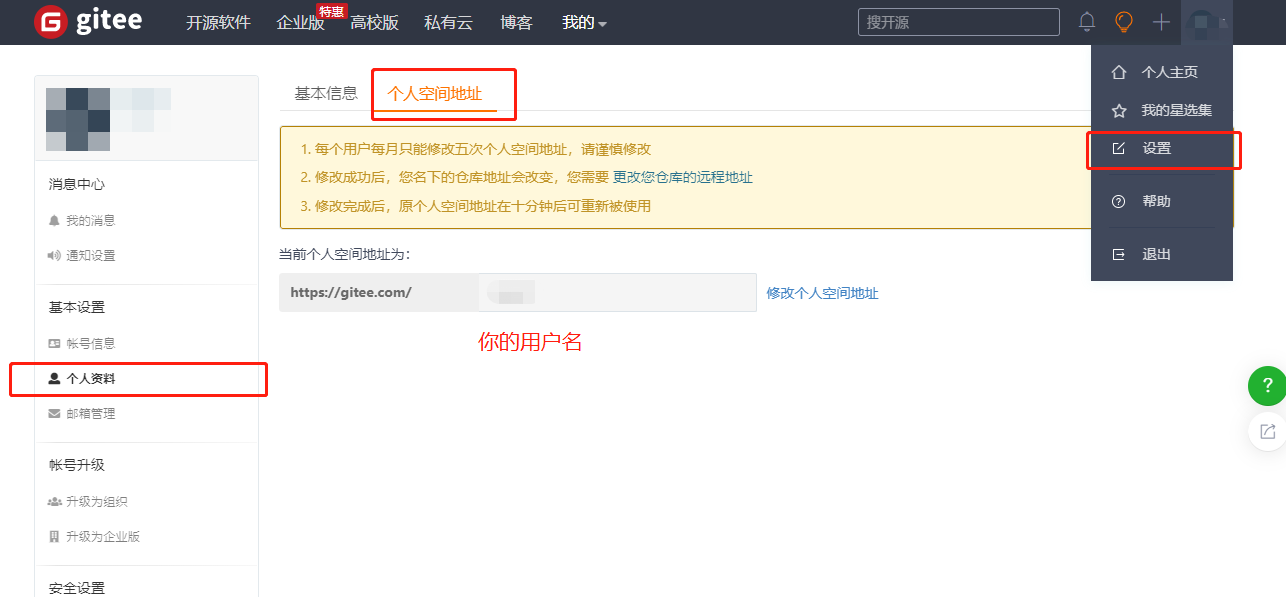 gitee 开源软件 企业版 特惠 高校版 私有云 博客 我的 搜开源
个人主页
我的星选集
设置
帮助
退出
消息中心
我的消息
通知设置
基本设置
帐号信息
个人资料
邮箱管理
帐号升级
升级为组织
升级为企业版
安全设置
基本信息 个人空间地址
1. 每个用户每月只能修改五次个人空间地址，请谨慎修改
2. 修改成功后，您名下的仓库地址会改变，您需要 更改您仓库的远程地址
3. 修改完成后，原个人空间地址在十分钟后可重新被使用
当前个人空间地址为：
https://gitee.com/ 修改个人空间地址
你的用户名
?